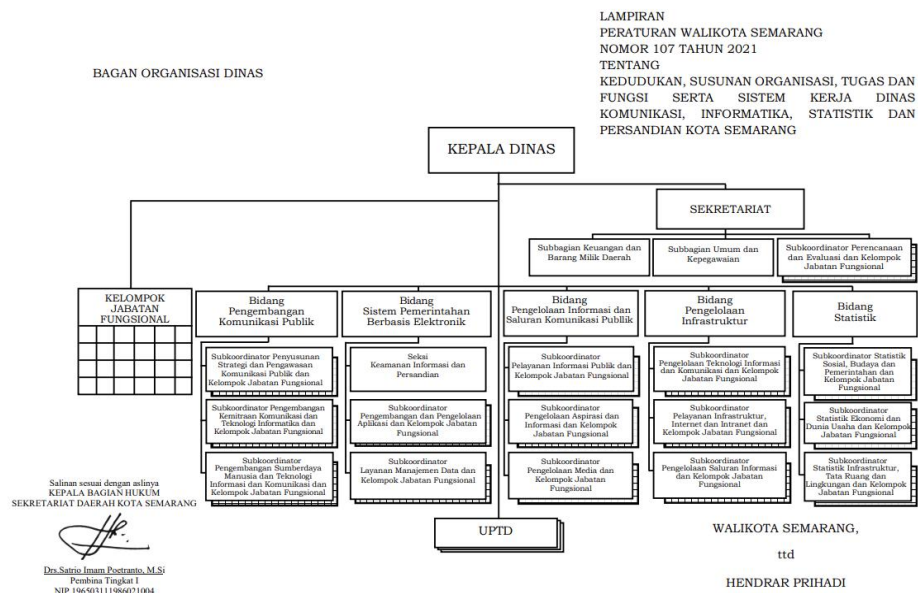 LAMPIRAN
PERATURAN WALIKOTA SEMARANG
NOMOR 107 TAHUN 2021
TENTANG
KEDUDUKAN, SUSUNAN ORGANISASI, TUGAS DAN
FUNGSI SERTA SISTEM KERJA DINAS
KOMUNIKASI, INFORMATIKA, STATISTIK DAN
PERSANDIAN KOTA SEMARANG
BAGAN ORGANISASI DINAS
KEPALA DINAS
SEKRETARIAT
Subbagian Keuangan dan
Barang Milik Daerah
Subbagian Umum dan
Kepegawaian
Subkoordinator Perencanaan
dan Evaluasi dan Kelompok
Jabatan Fungsional
KELOMPOK
JABATAN
FUNGSIONAL
Bidang
Pengembangan
Komunikasi Publik
Subkoordinator Penyusunan
Strategi dan Pengawasan
Komunikasi Publik dan
Kelompok Jabatan Fungsional
Subkoordinator Pengembangan
Kemitraan Komunikasi dan
Teknologi Informatika dan
Kelompok Jabatan Fungsional
Subkoordinator
Pengembangan Sumberdaya
Manusia dan Teknologi
Informasi dan Komunikasi dan
Kelompok Jabatan Fungsional
Bidang
Sistem Pemerintahan
Berbasis Elektronik
Seksi
Keamanan Informasi dan
Persandian
Subkoordinator
Pengembangan dan Pengelolaan
Aplikasi dan Kelompok Jabatan
Fungsional
Subkoordinator
Layanan Manajemen Data dan
Kelompok Jabatan Fungsional
Bidang
Pengelolaan Informasi dan
Saluran Komunikasi Publlik
Subkoordinator
Pelayanan Informasi Publik dan
Kelompok Jabatan Fungsional
Subkoordinator
Pengelolaan Aspirasi dan
Informasi dan Kelompok
Jabatan Fungsional
Subkoordinator
Pengelolaan Media dan
Kelompok Jabatan
Fungsional
Bidang
Pengelolaan
Infrastruktur
Subkoordinator
Pengelolaan Teknologi Informasi
dan Komunikasi dan Kelompok
Jabatan Fungsional
Subkoordinator
Pelayanan Infrastruktur,
Internet dan Intranet dan
Kelompok Jabatan Fungsional
Subkoordinator
Pengelolaan Saluran Informasi
dan Kelompok Jabatan
Fungsional
Bidang
Statistik
Subkoordinator Statistik
Sosial, Budaya dan
Pemerintahan dan
Kelompok Jabatan
Fungsional
Subkoordinator
Statistik Ekonomi dan
Dunia Usaha dan Kelompok
Jabatan Fungsional
Subkoordinator
Statistik Infrastruktur,
Tata Ruang dan
Lingkungan dan Kelompok
Jabatan Fungsional
UPTD
Salinan sesuai dengan aslinya
KEPALA BAGIAN HUKUM
SEKRETARIAT DAERAH KOTA SEMARANG
Drs.Satrio Imam Poetranto, M.Si
Pembina Tingkat I
NIP 196503111986021004
WALIKOTA SEMARANG,
ttd
HENDRAR PRIHADI